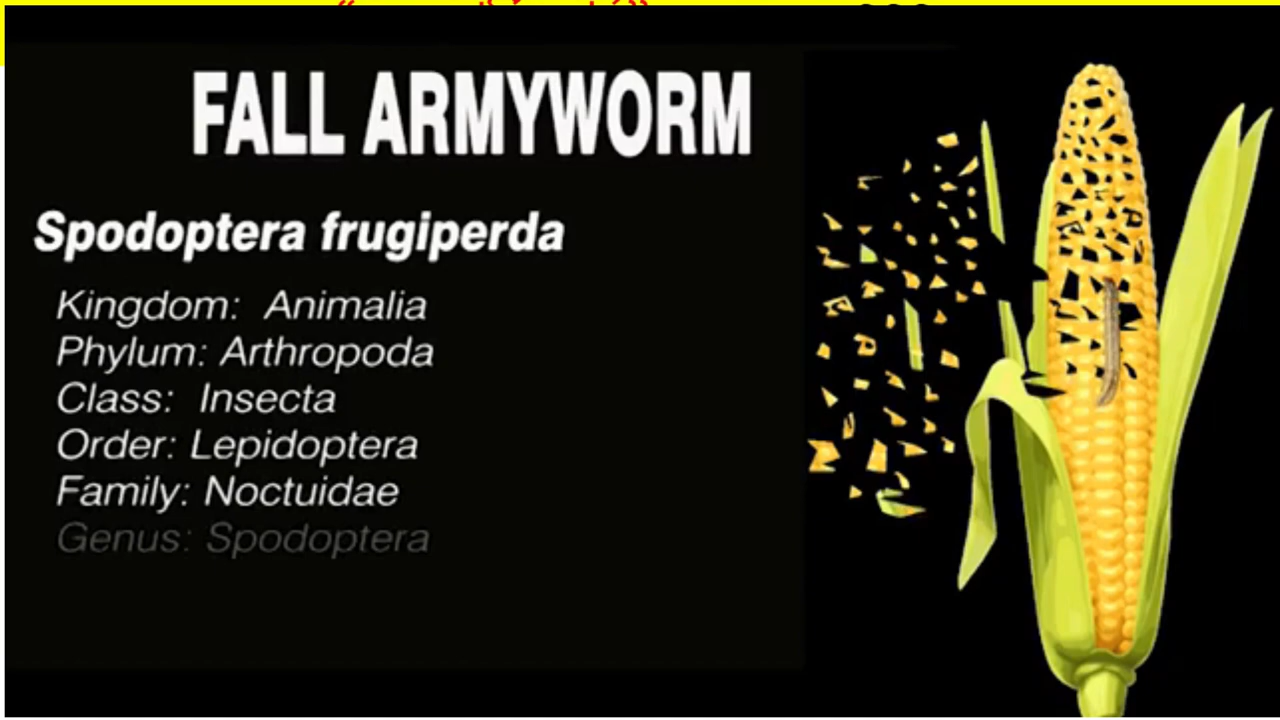 FALL ARMYWORM
Spodoptera frugiperda
Kingdom: Animalia
Phylum: Arthropoda
Class: Insecta
Order: Lepidoptera
Family: Noctuidae
Genus: Spodoptera